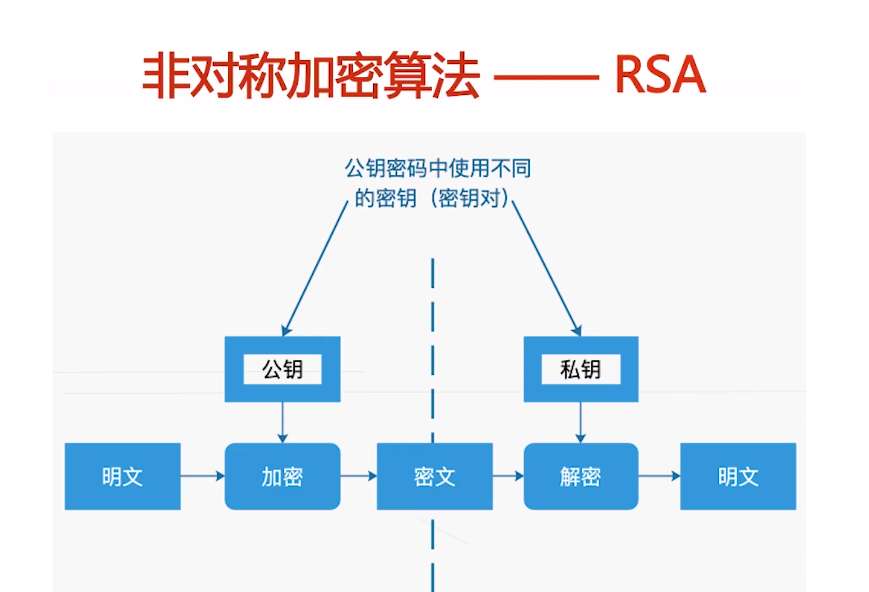 非对称加密算法 —— RSA
公钥密码中使用不同
的密钥（密钥对）
公钥
私钥
明文
加密
密文
解密
明文